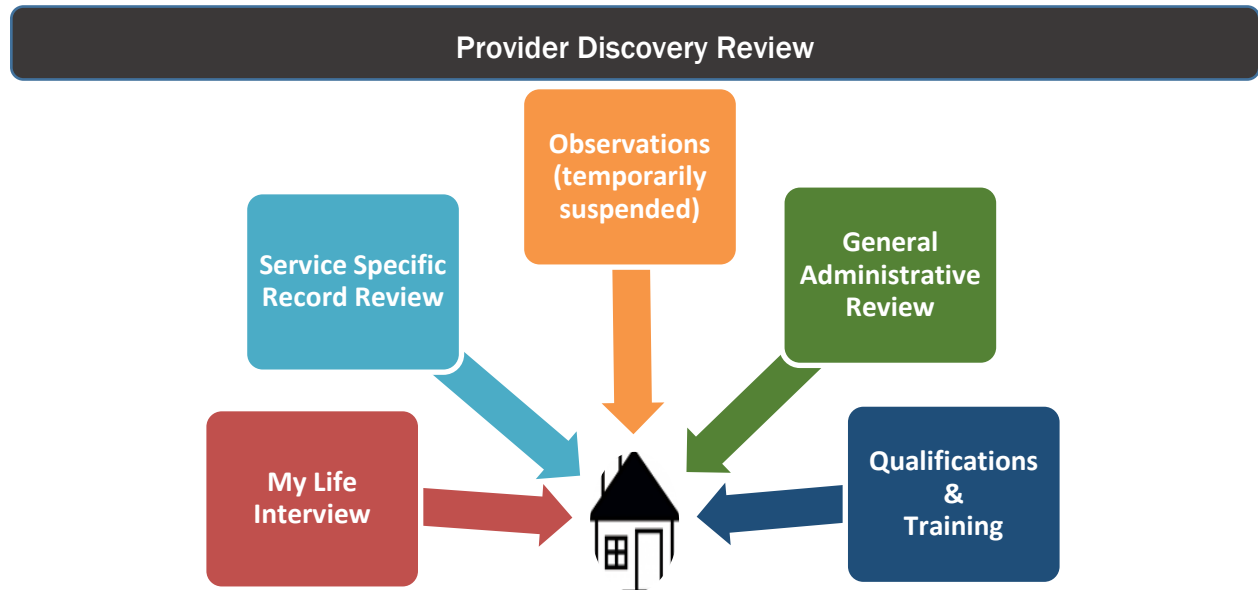 Provider Discovery Review
Observations
(temporarily
suspended)
Service Specific
Record Review
General
Administrative
Review
My Life
Interview
Qualifications
&
Training